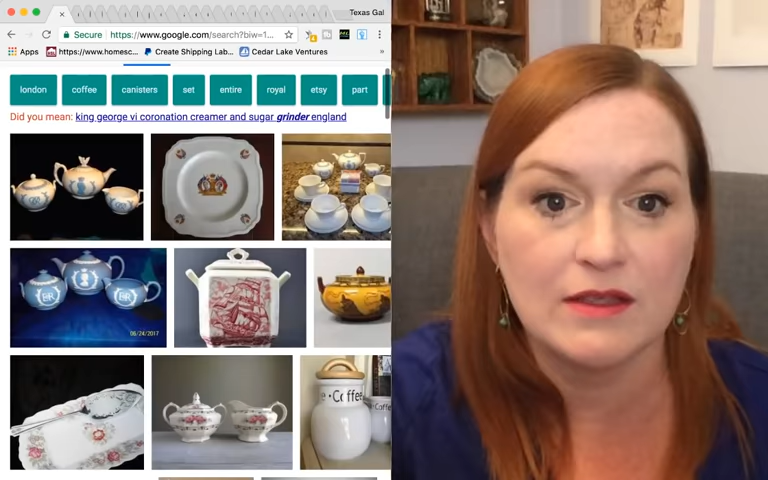 Texas Gal
Secure https://www.google.com/search?biw=1...
Apps https://www.homesc... Create Shipping Lab... Cedar Lake Ventures »
london coffee canisters set entire royal etsy part
Did you mean: king george vi coronation creamer and sugar grinder england
ER
BR
06/24/2017
Coffee